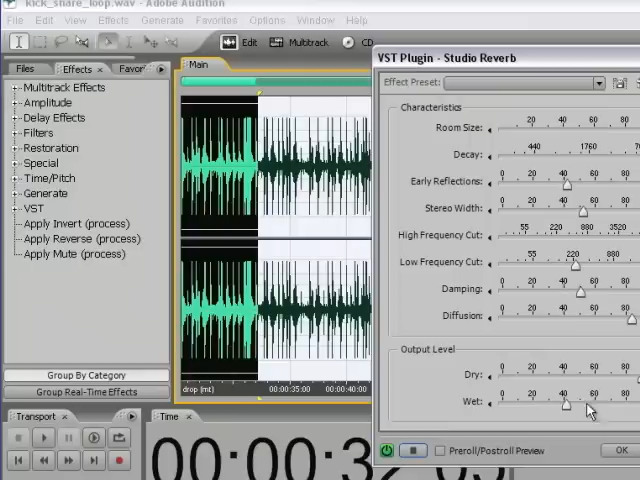 kick_snare_loop.wav - Adobe Audition
File Edit View Effects Generate Favorites Options Window Help
Edit Multitrack CD
Files Effects × Favor
Main
Multitrack Effects
Amplitude
Delay Effects
Filters
Restoration
Special
Time/Pitch
Generate
VST
Apply Invert (process)
Apply Reverse (process)
Apply Mute (process)
Group By Category
Group Real-Time Effects
drop (mt) 00:00:35:00 00:00:40:00
Transport ×
Time ×
VST Plugin - Studio Reverb
Effect Preset:
Characteristics
Room Size: 20 40 60 80
Decay: 440 1760
Early Reflections: 0 20 40 60 80
Stereo Width: 0 20 40 60 80
High Frequency Cut: 55 220 880 3520
Low Frequency Cut: 55 220 880
Damping: 0 20 40 60 80
Diffusion: 0 20 40 60 80
Output Level
Dry: 0 20 40 60 80
Wet: 0 20 40 60 80
Preroll/Postroll Preview OK